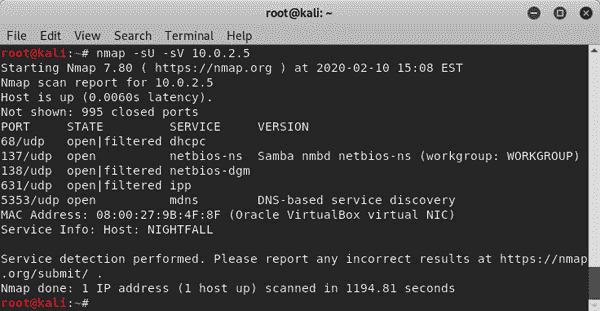 root@kali: ~
File Edit View Search Terminal Help
root@kali:~# nmap -sU -sV 10.0.2.5
Starting Nmap 7.80 ( https://nmap.org ) at 2020-02-10 15:08 EST
Nmap scan report for 10.0.2.5
Host is up (0.0060s latency).
Not shown: 995 closed ports
PORT STATE SERVICE VERSION
68/udp open|filtered dhcpc
137/udp open netbios-ns Samba nmbd netbios-ns (workgroup: WORKGROUP)
138/udp open|filtered netbios-dgm
631/udp open|filtered ipp
5353/udp open mdns DNS-based service discovery
MAC Address: 08:00:27:9B:4F:8F (Oracle VirtualBox virtual NIC)
Service Info: Host: NIGHTFALL
Service detection performed. Please report any incorrect results at https://nmap
.org/submit/ .
Nmap done: 1 IP address (1 host up) scanned in 1194.81 seconds
root@kali:~#